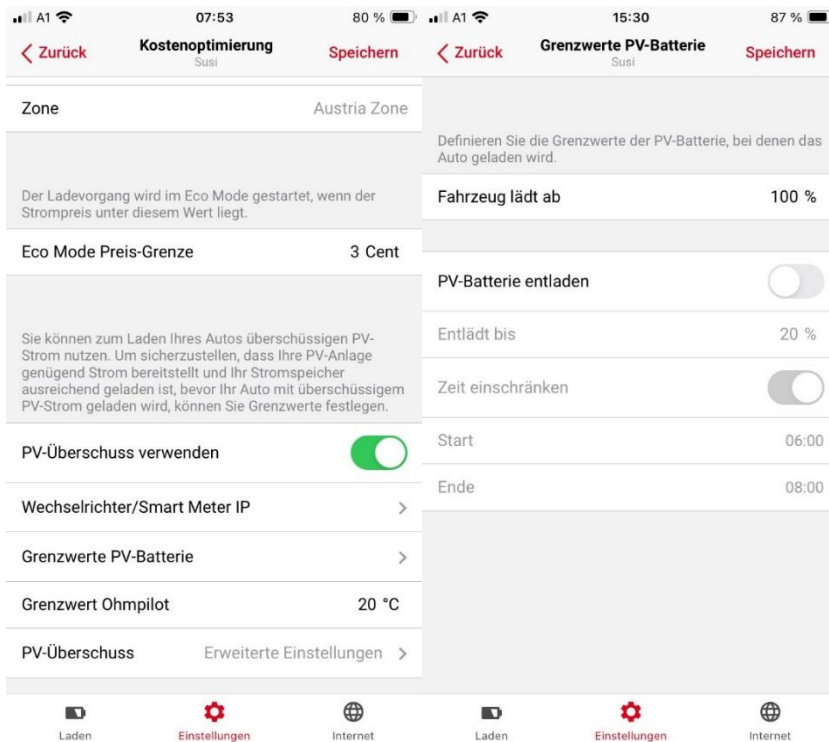 A1
07:53
80 %
Zurück
Kostenoptimierung
Susi
Speichern
Zone
Austria Zone
Der Ladevorgang wird im Eco Mode gestartet, wenn der
Strompreis unter diesem Wert liegt.
Eco Mode Preis-Grenze
3 Cent
Sie können zum Laden Ihres Autos überschüssigen PV-
Strom nutzen. Um sicherzustellen, dass Ihre PV-Anlage
genügend Strom bereitstellt und Ihr Stromspeicher
ausreichend geladen ist, bevor Ihr Auto mit überschüssigem
PV-Strom geladen wird, können Sie Grenzwerte festlegen.
PV-Überschuss verwenden
Wechselrichter/Smart Meter IP
Grenzwerte PV-Batterie
Grenzwert Ohmpilot
20 °C
PV-Überschuss
Erweiterte Einstellungen
Laden
Einstellungen
Internet
A1
15:30
87 %
Zurück
Grenzwerte PV-Batterie
Susi
Speichern
Definieren Sie die Grenzwerte der PV-Batterie, bei denen das
Auto geladen wird.
Fahrzeug lädt ab
100 %
PV-Batterie entladen
Entlädt bis
20 %
Zeit einschränken
Start
06:00
Ende
08:00
Laden
Einstellungen
Internet